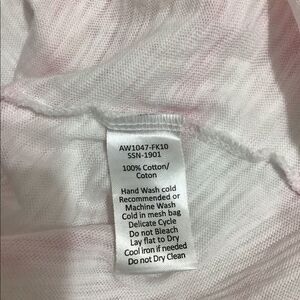 AW1047-FK10
SSN-1901
100% Cotton/
Coton
Hand Wash cold
Recommended or
Machine Wash
Cold in mesh bag
Delicate Cycle
Do not Bleach
Lay flat to Dry
Cool iron if needed
Do not Dry Clean